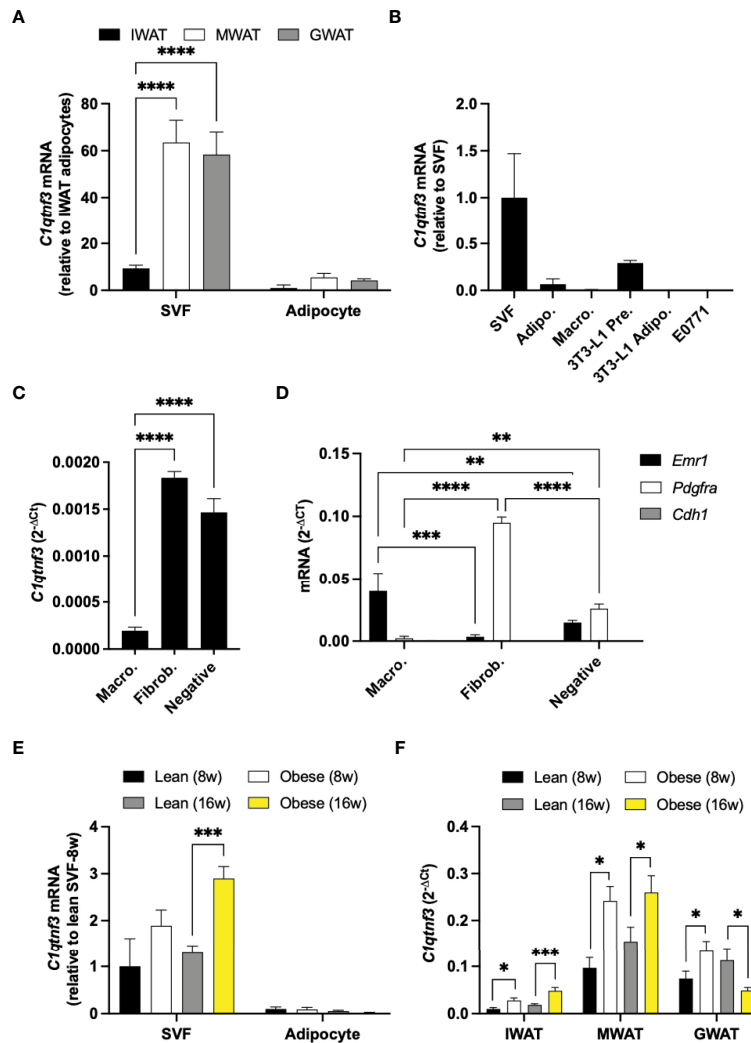 A
IWAT MWAT GWAT
****
****
C1qtnf3 mRNA
(relative to IWAT adipocytes)
80
60
40
20
0
SVF Adipocyte
B
C1qtnf3 mRNA
(relative to SVF)
2.0
1.5
1.0
0.5
0.0
SVF
Adipo.
Macro.
3T3-L1 Pre.
3T3-L1 Adipo.
E0771
C
****
****
C1qtnf3 (2-ΔCt)
0.0020
0.0015
0.0010
0.0005
0.0000
Macro.
Fibrob.
Negative
D
Emr1
Pdgfra
Cdh1
**
**
**** ****
***
mRNA (2-ΔCT)
0.15
0.10
0.05
0.00
Macro.
Fibrob.
Negative
E
Lean (8w) Obese (8w)
Lean (16w) Obese (16w)
***
C1qtnf3 mRNA
(relative to lean SVF-8w)
4
3
2
1
0
SVF Adipocyte
F
Lean (8w) Obese (8w)
Lean (16w) Obese (16w)
C1qtnf3 (2-ΔCt)
0.4
0.3
0.2
0.1
0.0
* ***
* *
* *
IWAT MWAT GWAT